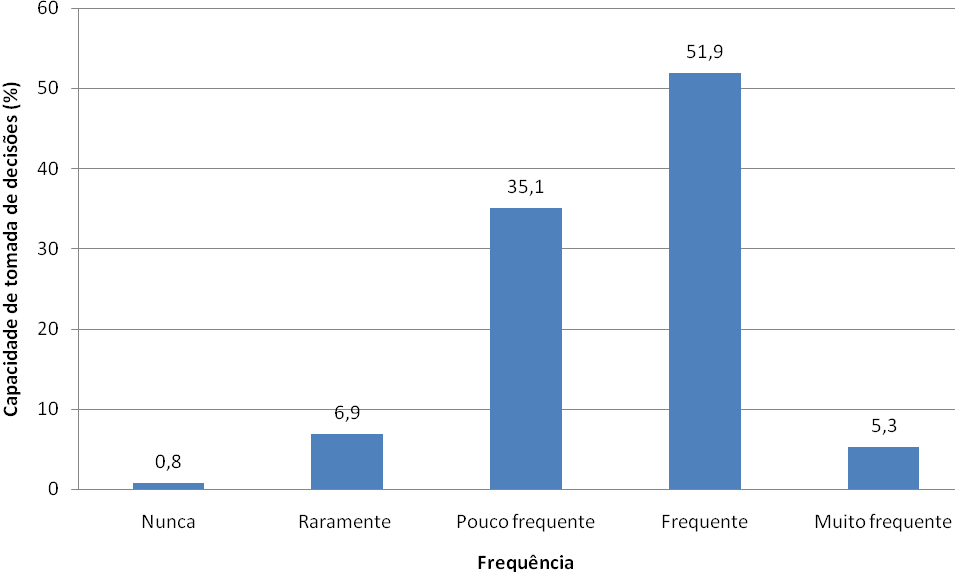 Capacidade de tomada de decisões (%)
60
50
40
30
20
10
0
0,8
6,9
35,1
51,9
5,3
Nunca
Raramente
Pouco frequente
Frequente
Muito frequente
Frequência